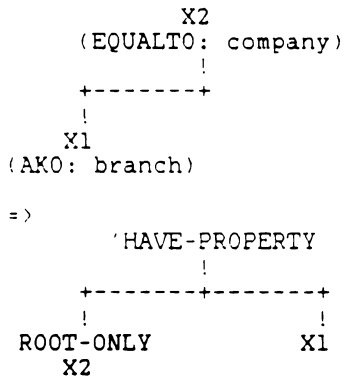 X2
(EQUALTO: company)
!
+-------+
!
X1
(AKO: branch)
=>
'HAVE-PROPERTY
!
+-------+-------+
! !
ROOT-ONLY X1
X2